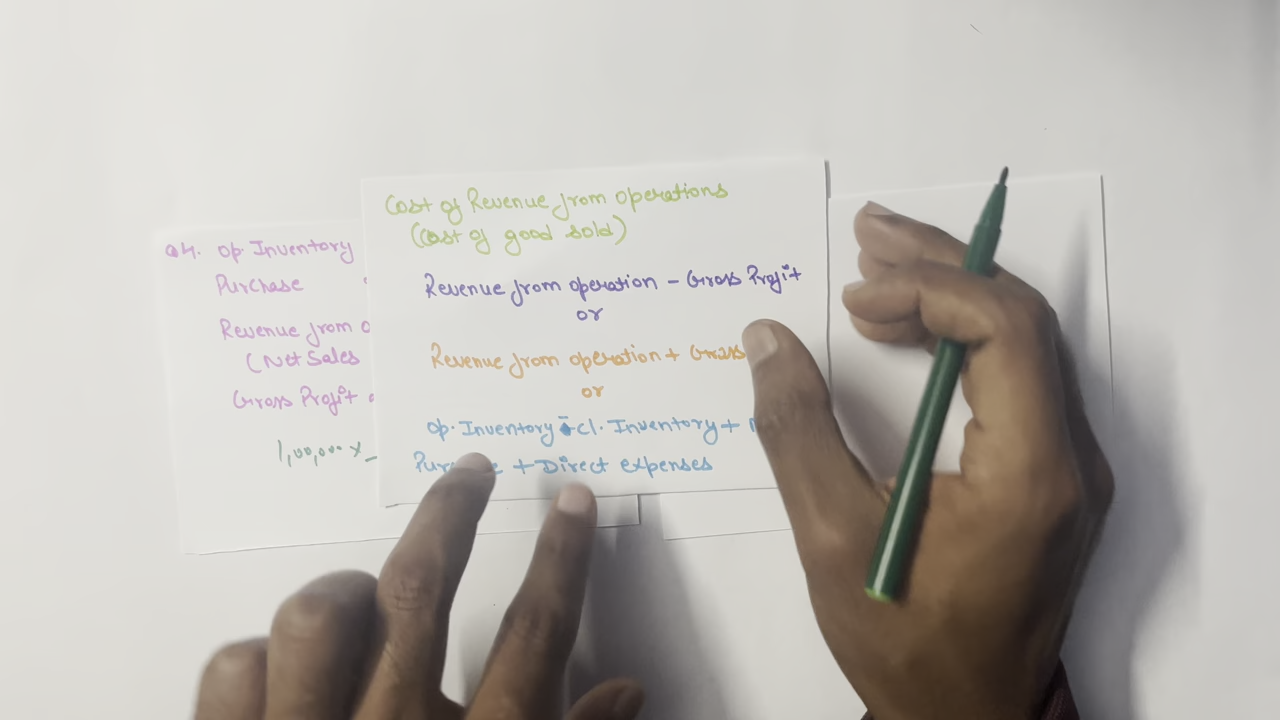 Cost of Revenue from operations
(Cost of good sold)
Revenue from operation - Gross Profit
or
Revenue from operation + Gross
or
op. Inventory - cl. Inventory +
+ Direct expenses
Q4. op. Inventory
Purchase
Revenue from
(Net Sales
Gross Profit
1,00,000 x